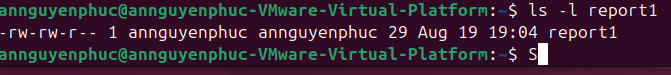 annguyenphuc@annguyenphuc-VMware-Virtual-Platform:~$ ls -l report1
-rw-rw-r-- 1 annguyenphuc annguyenphuc 29 Aug 19 19:04 report1
annguyenphuc@annguyenphuc-VMware-Virtual-Platform:~$ S